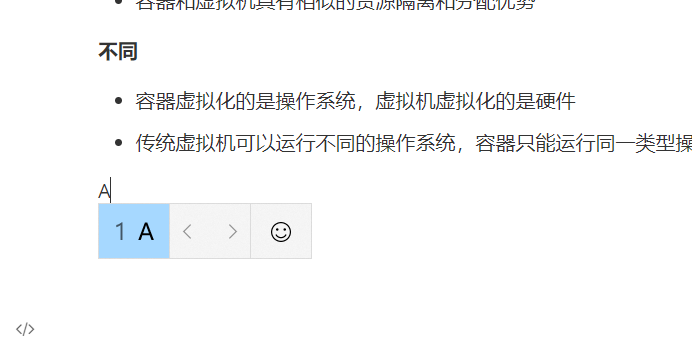 容器和虚拟机具有相似的资源隔离和分配优势
不同
容器虚拟化的是操作系统，虚拟机虚拟化的是硬件
传统虚拟机可以运行不同的操作系统，容器只能运行同一类型操
A
1 A